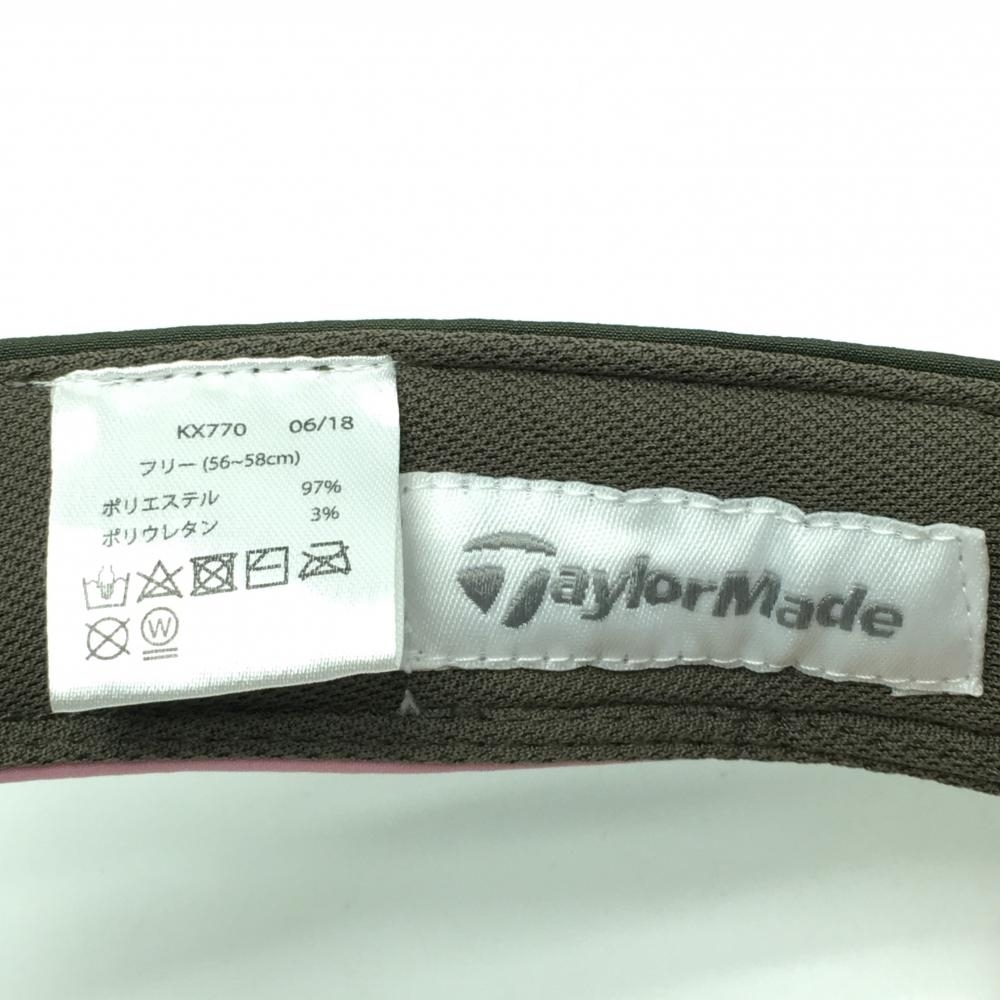 KX770 06/18
フリー (56~58cm)
ポリエステル 97%
ポリウレタン 3%
W
TaylorMade